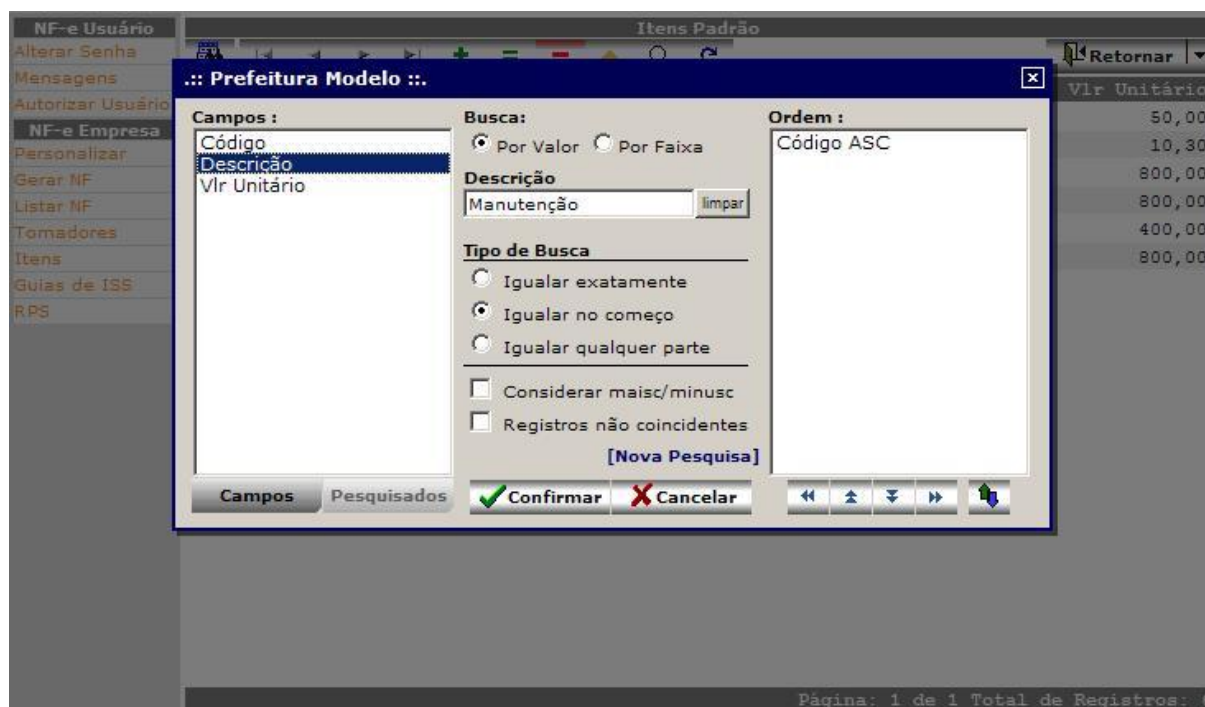 NF-e Usuário
Alterar Senha
Mensagens
Autorizar Usuário
NF-e Empresa
Personalizar
Gerar NF
Listar NF
Tomadores
Itens
Guias de ISS
RPS
Itens Padrão
Retornar
Vlr Unitário
50,00
10,30
800,00
800,00
400,00
800,00
.:: Prefeitura Modelo ::.
Campos :
Código
Descrição
Vlr Unitário
Campos Pesquisados
Busca:
Por Valor Por Faixa
Descrição
Manutenção limpar
Tipo de Busca
Igualar exatamente
Igualar no começo
Igualar qualquer parte
Considerar maisc/minusc
Registros não coincidentes
[Nova Pesquisa]
Confirmar Cancelar
Ordem :
Código ASC
Página: 1 de 1 Total de Registros: